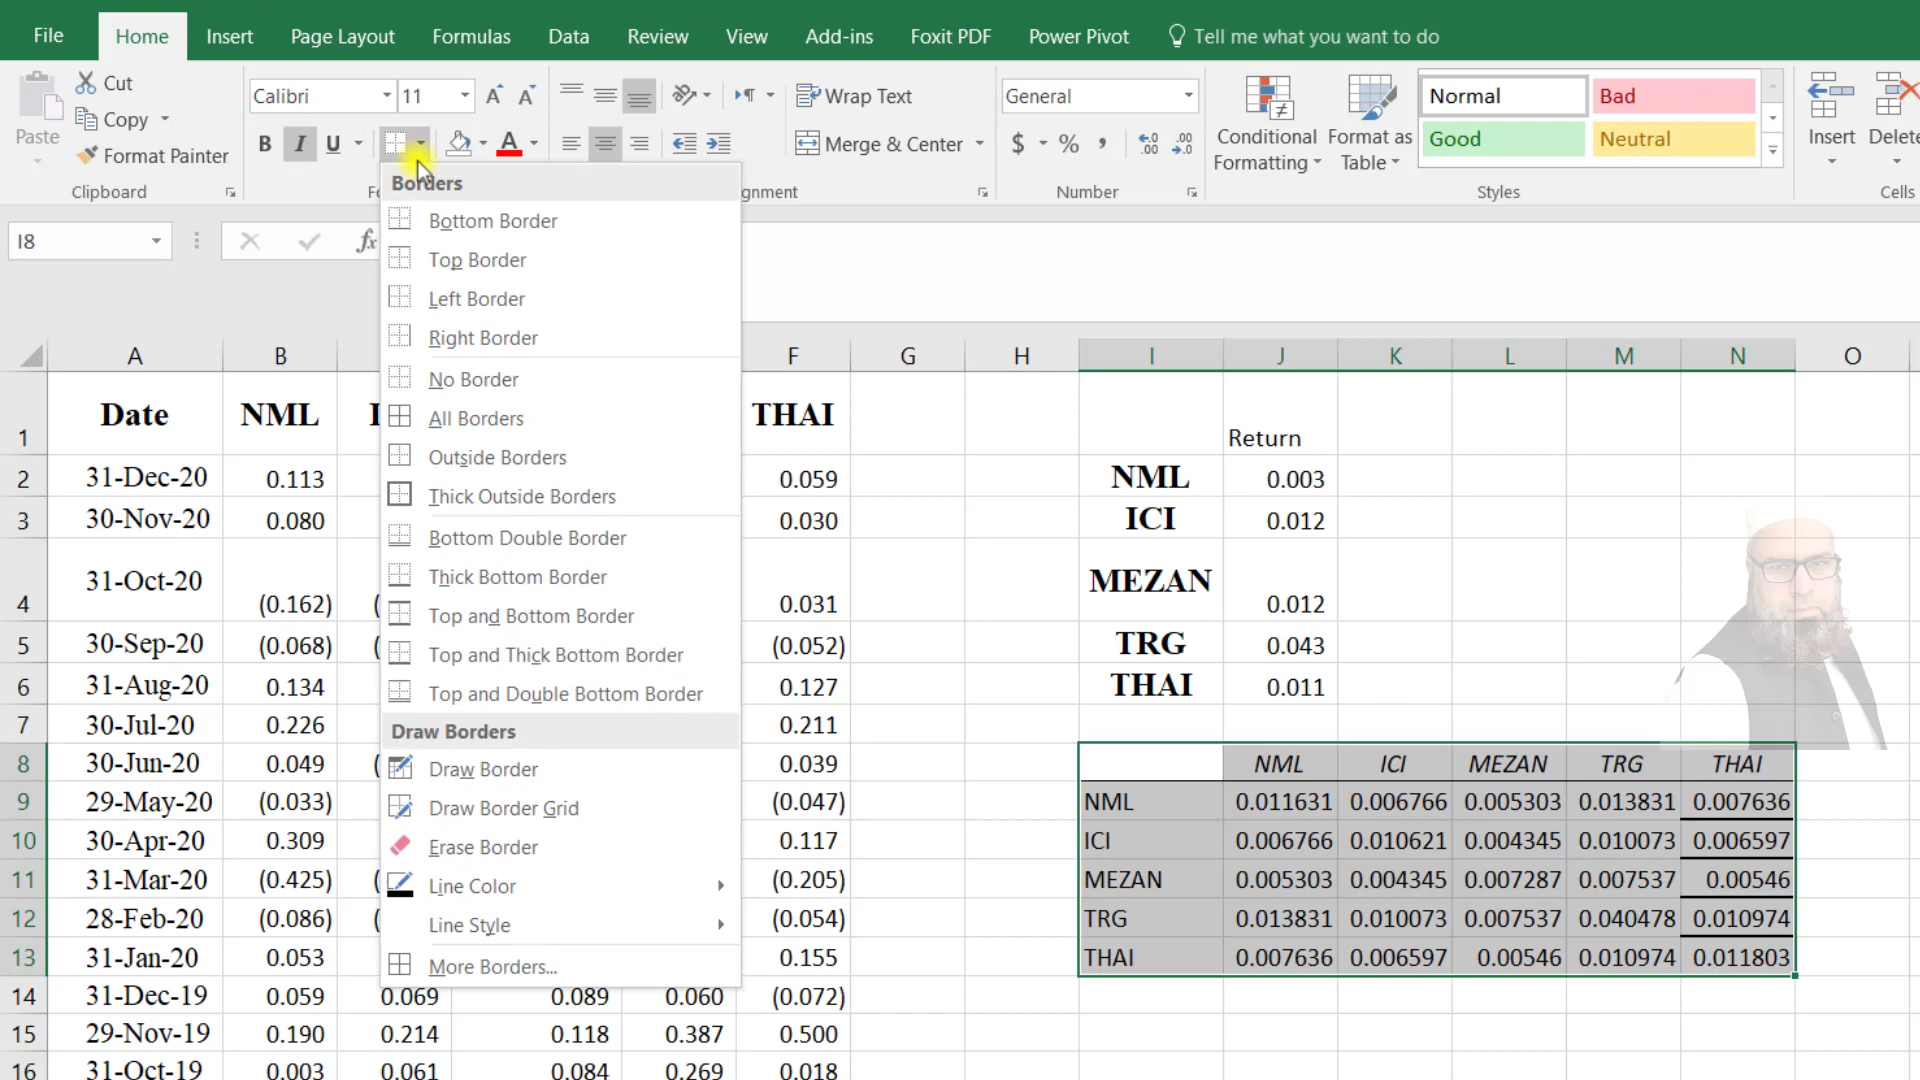 File Home Insert Page Layout Formulas Data Review View Add-ins Foxit PDF Power Pivot Tell me what you want to do
Cut
Copy
Format Painter
Paste
Clipboard
Calibri 11
B I U A
Wrap Text
Merge & Center
gnment
General
$ % ,
Number
Conditional Formatting
Format as Table
Normal Bad
Good Neutral
Styles
Insert Delete
Cells
I8 fx
Borders
Bottom Border
Top Border
Left Border
Right Border
No Border
All Borders
Outside Borders
Thick Outside Borders
Bottom Double Border
Thick Bottom Border
Top and Bottom Border
Top and Thick Bottom Border
Top and Double Bottom Border
Draw Borders
Draw Border
Draw Border Grid
Erase Border
Line Color
Line Style
More Borders...
A B F G H I J K L M N O
1 Date NML I THAI Return
2 31-Dec-20 0.113 0.059 NML 0.003
3 30-Nov-20 0.080 0.030 ICI 0.012
4 31-Oct-20 (0.162) ( 0.031 MEZAN 0.012
5 30-Sep-20 (0.068) ( (0.052) TRG 0.043
6 31-Aug-20 0.134 0.127 THAI 0.011
7 30-Jul-20 0.226 0.211
8 30-Jun-20 0.049 ( 0.039 NML ICI MEZAN TRG THAI
9 29-May-20 (0.033) (0.047) NML 0.011631 0.006766 0.005303 0.013831 0.007636
10 30-Apr-20 0.309 0.117 ICI 0.006766 0.010621 0.004345 0.010073 0.006597
11 31-Mar-20 (0.425) ( (0.205) MEZAN 0.005303 0.004345 0.007287 0.007537 0.00546
12 28-Feb-20 (0.086) ( (0.054) TRG 0.013831 0.010073 0.007537 0.040478 0.010974
13 31-Jan-20 0.053 0.155 THAI 0.007636 0.006597 0.00546 0.010974 0.011803
14 31-Dec-19 0.059 0.069 0.089 0.060 (0.072)
15 29-Nov-19 0.190 0.214 0.118 0.387 0.500
16 31-Oct-19 0.003 0.061 0.084 0.269 0.018